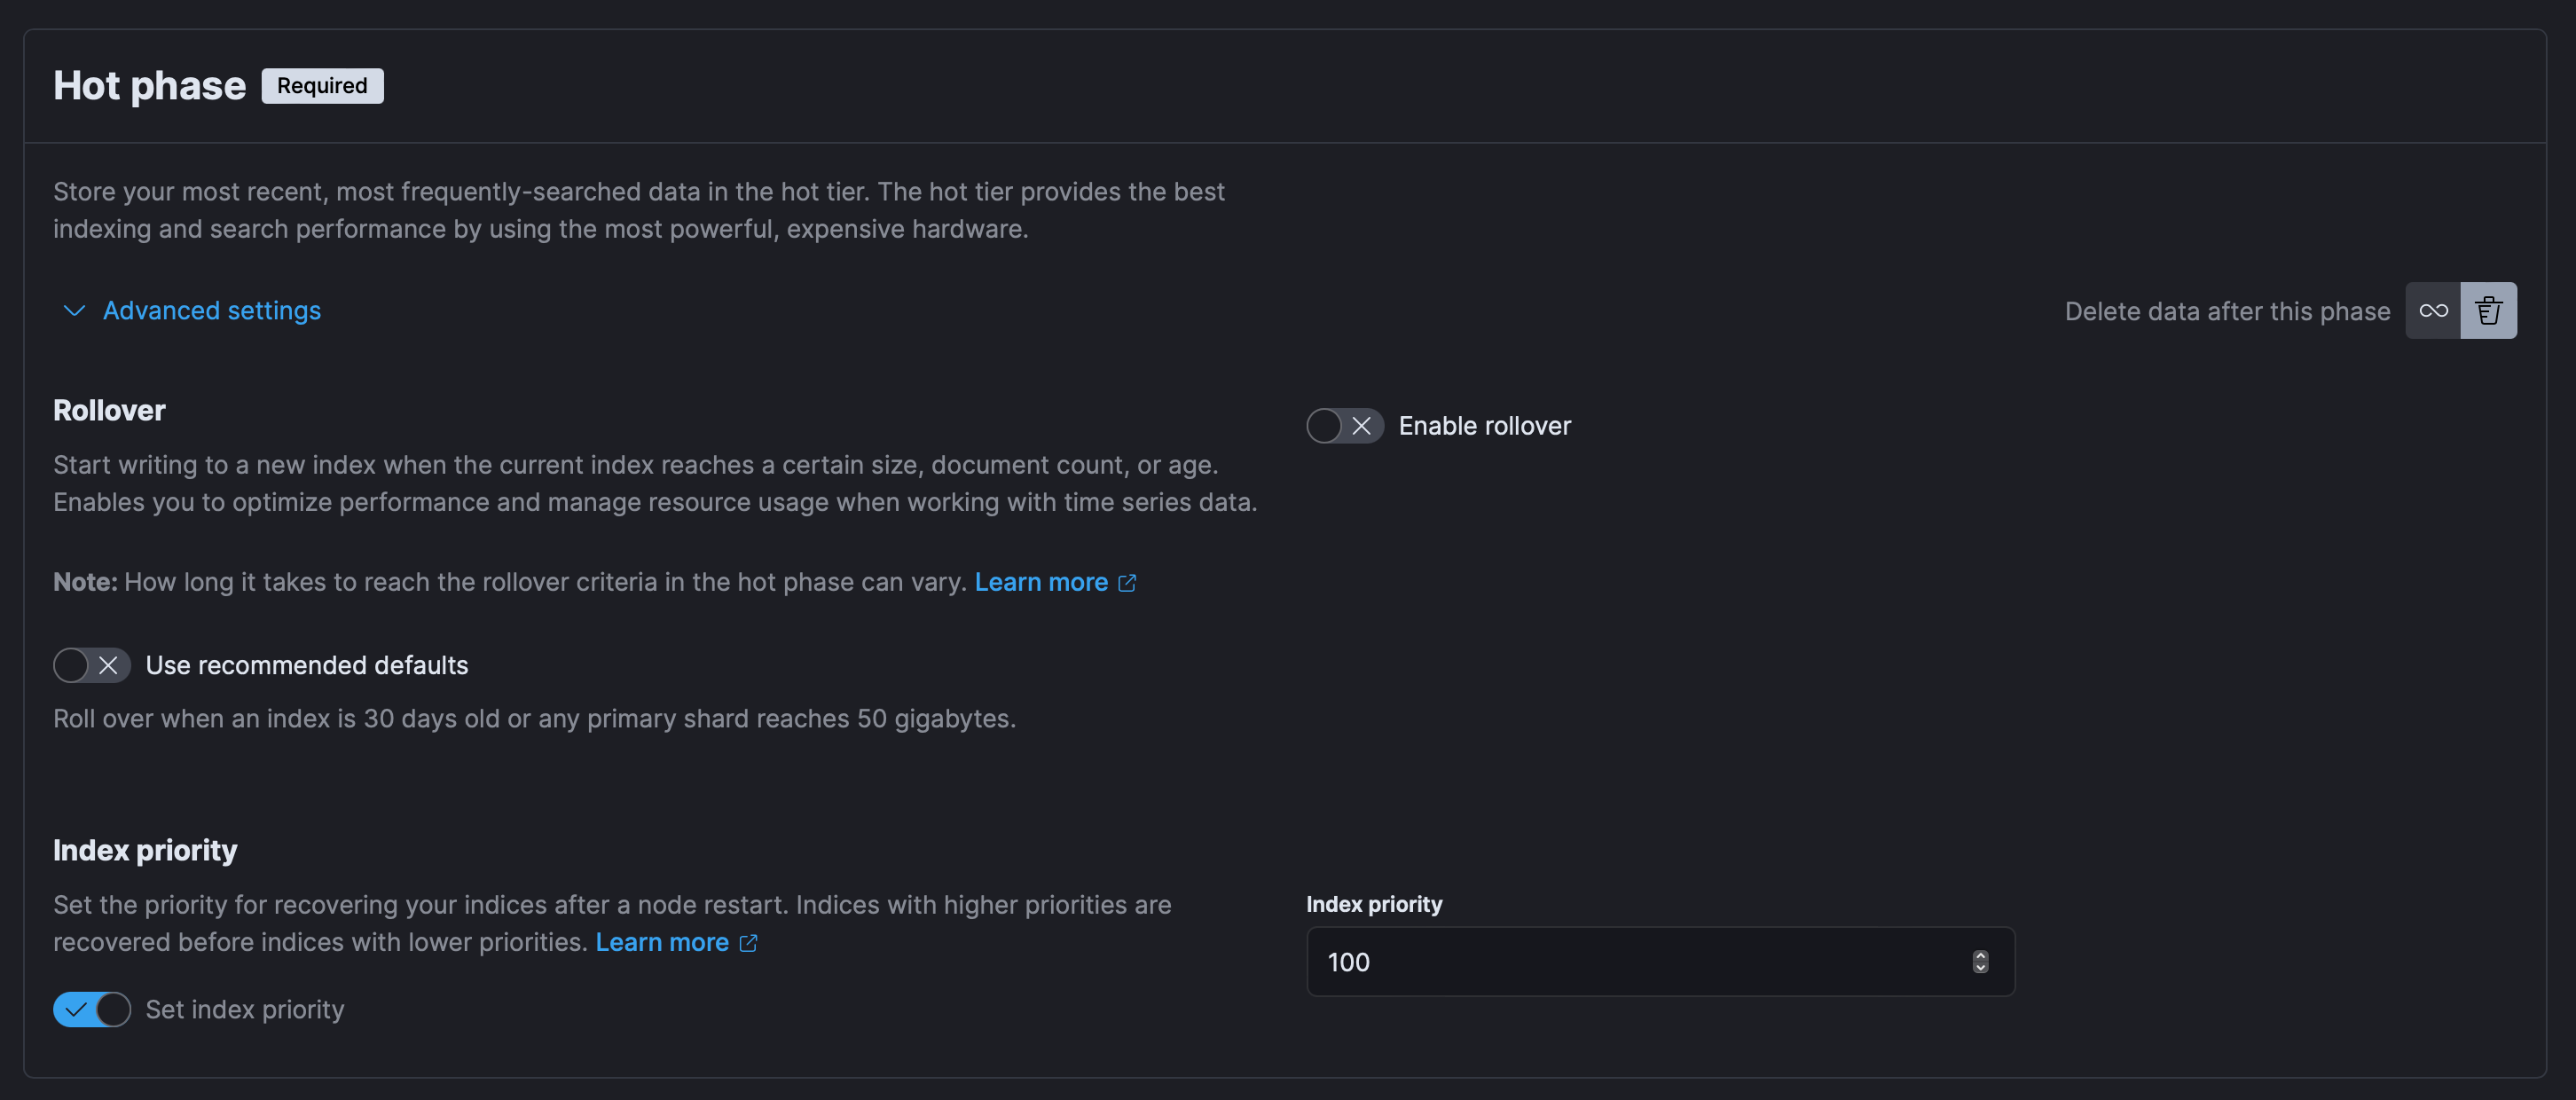 Hot phase Required
Store your most recent, most frequently-searched data in the hot tier. The hot tier provides the best
indexing and search performance by using the most powerful, expensive hardware.
Advanced settings
Delete data after this phase
Rollover
Start writing to a new index when the current index reaches a certain size, document count, or age.
Enables you to optimize performance and manage resource usage when working with time series data.
Note: How long it takes to reach the rollover criteria in the hot phase can vary. Learn more
Use recommended defaults
Roll over when an index is 30 days old or any primary shard reaches 50 gigabytes.
Enable rollover
Index priority
Set the priority for recovering your indices after a node restart. Indices with higher priorities are
recovered before indices with lower priorities. Learn more
Set index priority
Index priority
100